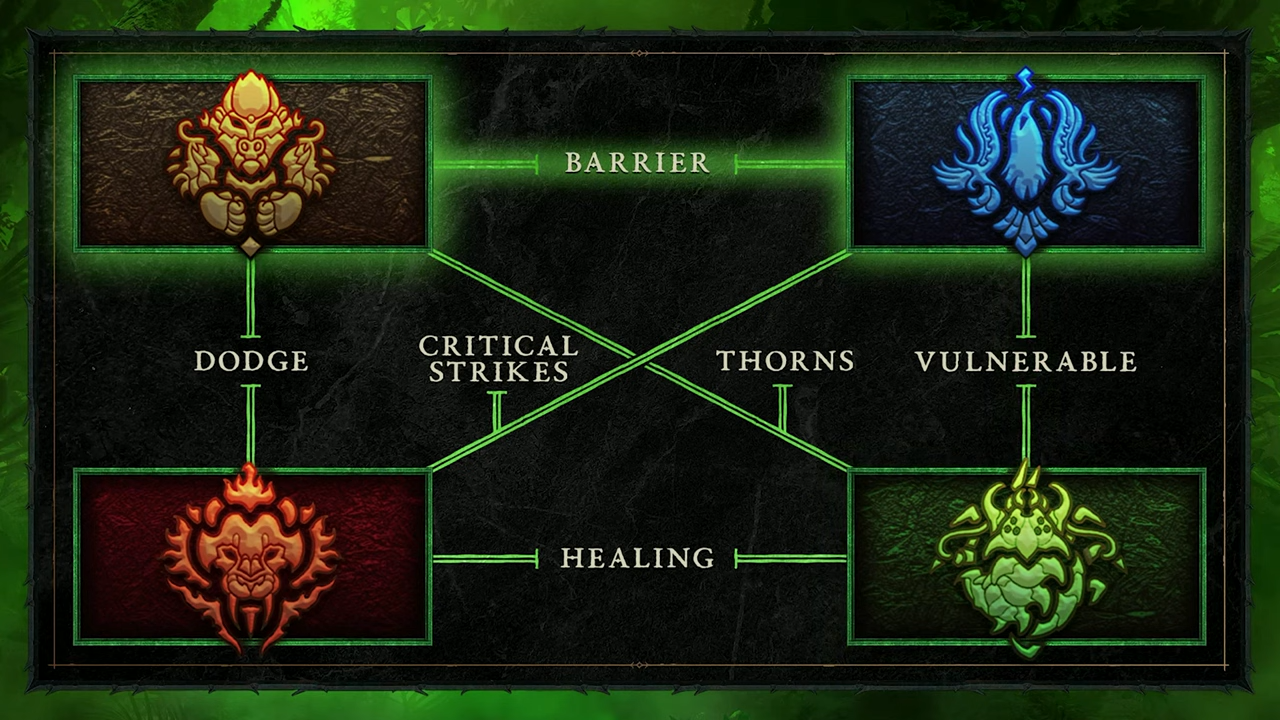 BARRIER
DODGE
CRITICAL
STRIKES
THORNS
VULNERABLE
HEALING